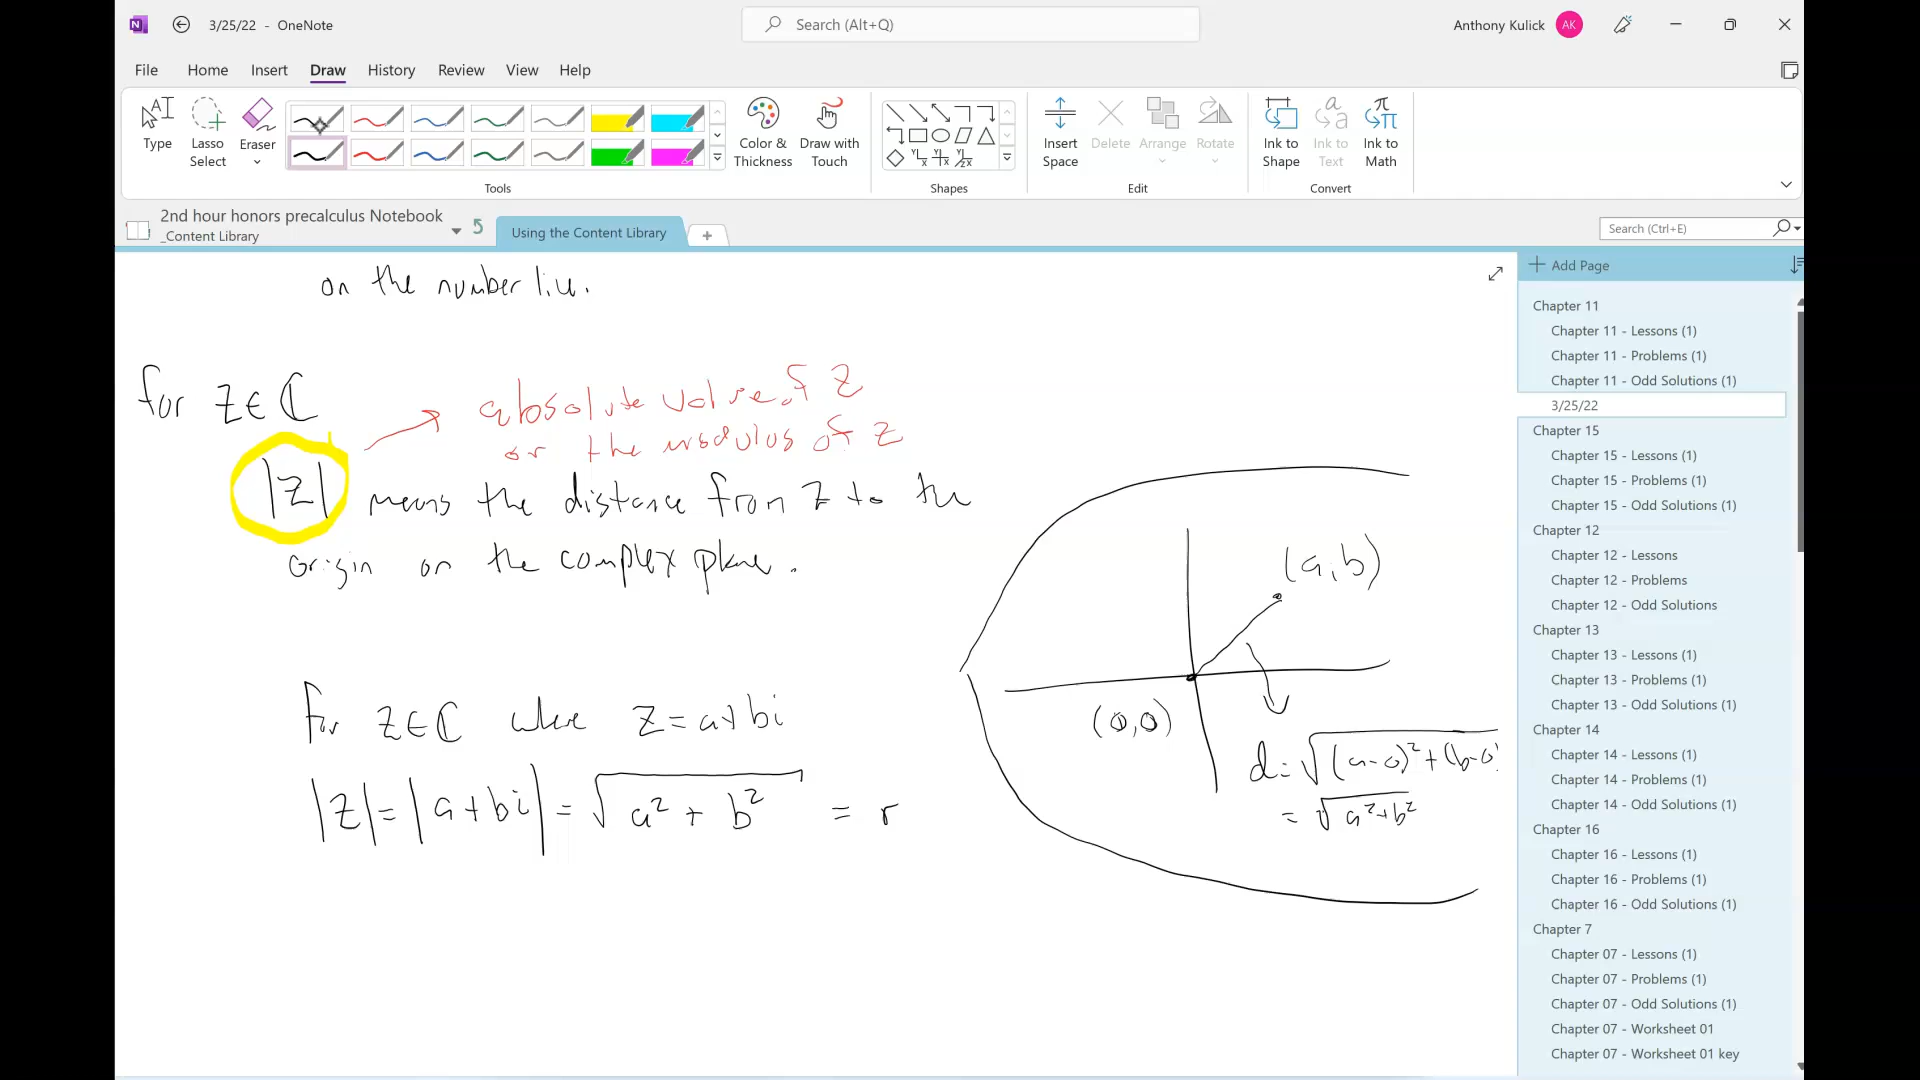 3/25/22 - OneNote
Search (Alt+Q)
Anthony Kulick AK
File Home Insert Draw History Review View Help
Type
Lasso Select
Eraser
Color & Thickness
Draw with Touch
Insert Space
Delete
Arrange
Rotate
Ink to Shape
Ink to Text
Ink to Math
Tools Shapes Edit Convert
2nd hour honors precalculus Notebook
_Content Library
Using the Content Library
Search (Ctrl+E)
on the number line.
for z∈ℂ
absolute value of z
or the modulus of z
|z| means the distance from z to the
origin on the complex plane.
(a,b)
(0,0)
d=√(a-0)²+(b-0)
=√a²+b²
for z∈ℂ where z=a+bi
|z|=|a+bi|=√a²+b² = r
Add Page
Chapter 11
Chapter 11 - Lessons (1)
Chapter 11 - Problems (1)
Chapter 11 - Odd Solutions (1)
3/25/22
Chapter 15
Chapter 15 - Lessons (1)
Chapter 15 - Problems (1)
Chapter 15 - Odd Solutions (1)
Chapter 12
Chapter 12 - Lessons
Chapter 12 - Problems
Chapter 12 - Odd Solutions
Chapter 13
Chapter 13 - Lessons (1)
Chapter 13 - Problems (1)
Chapter 13 - Odd Solutions (1)
Chapter 14
Chapter 14 - Lessons (1)
Chapter 14 - Problems (1)
Chapter 14 - Odd Solutions (1)
Chapter 16
Chapter 16 - Lessons (1)
Chapter 16 - Problems (1)
Chapter 16 - Odd Solutions (1)
Chapter 7
Chapter 07 - Lessons (1)
Chapter 07 - Problems (1)
Chapter 07 - Odd Solutions (1)
Chapter 07 - Worksheet 01
Chapter 07 - Worksheet 01 key